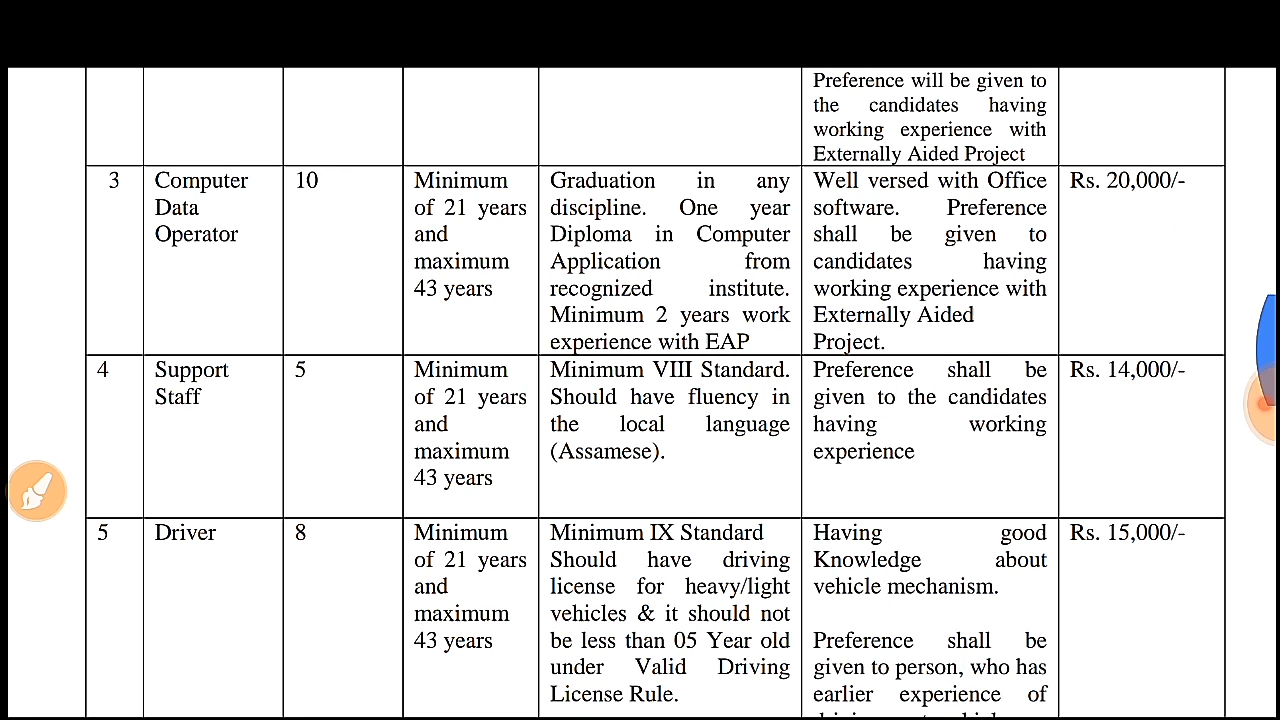 Preference will be given to
the candidates having
working experience with
Externally Aided Project
3
Computer
Data
Operator
10
Minimum
of 21 years
and
maximum
43 years
Graduation in any
discipline. One year
Diploma in Computer
Application from
recognized institute.
Minimum 2 years work
experience with EAP
Well versed with Office
software. Preference
shall be given to
candidates having
working experience with
Externally Aided
Project.
Rs. 20,000/-
4
Support
Staff
5
Minimum
of 21 years
and
maximum
43 years
Minimum VIII Standard.
Should have fluency in
the local language
(Assamese).
Preference shall be
given to the candidates
having working
experience
Rs. 14,000/-
5
Driver
8
Minimum
of 21 years
and
maximum
43 years
Minimum IX Standard
Should have driving
license for heavy/light
vehicles & it should not
be less than 05 Year old
under Valid Driving
License Rule.
Having good
Knowledge about
vehicle mechanism.
Preference shall be
given to person, who has
earlier experience of
Rs. 15,000/-